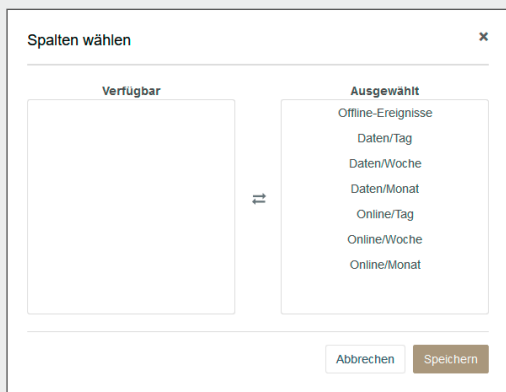 Spalten wählen
×
Verfügbar
Ausgewählt
Offline-Ereignisse
Daten/Tag
Daten/Woche
Daten/Monat
Online/Tag
Online/Woche
Online/Monat
Abbrechen
Speichern